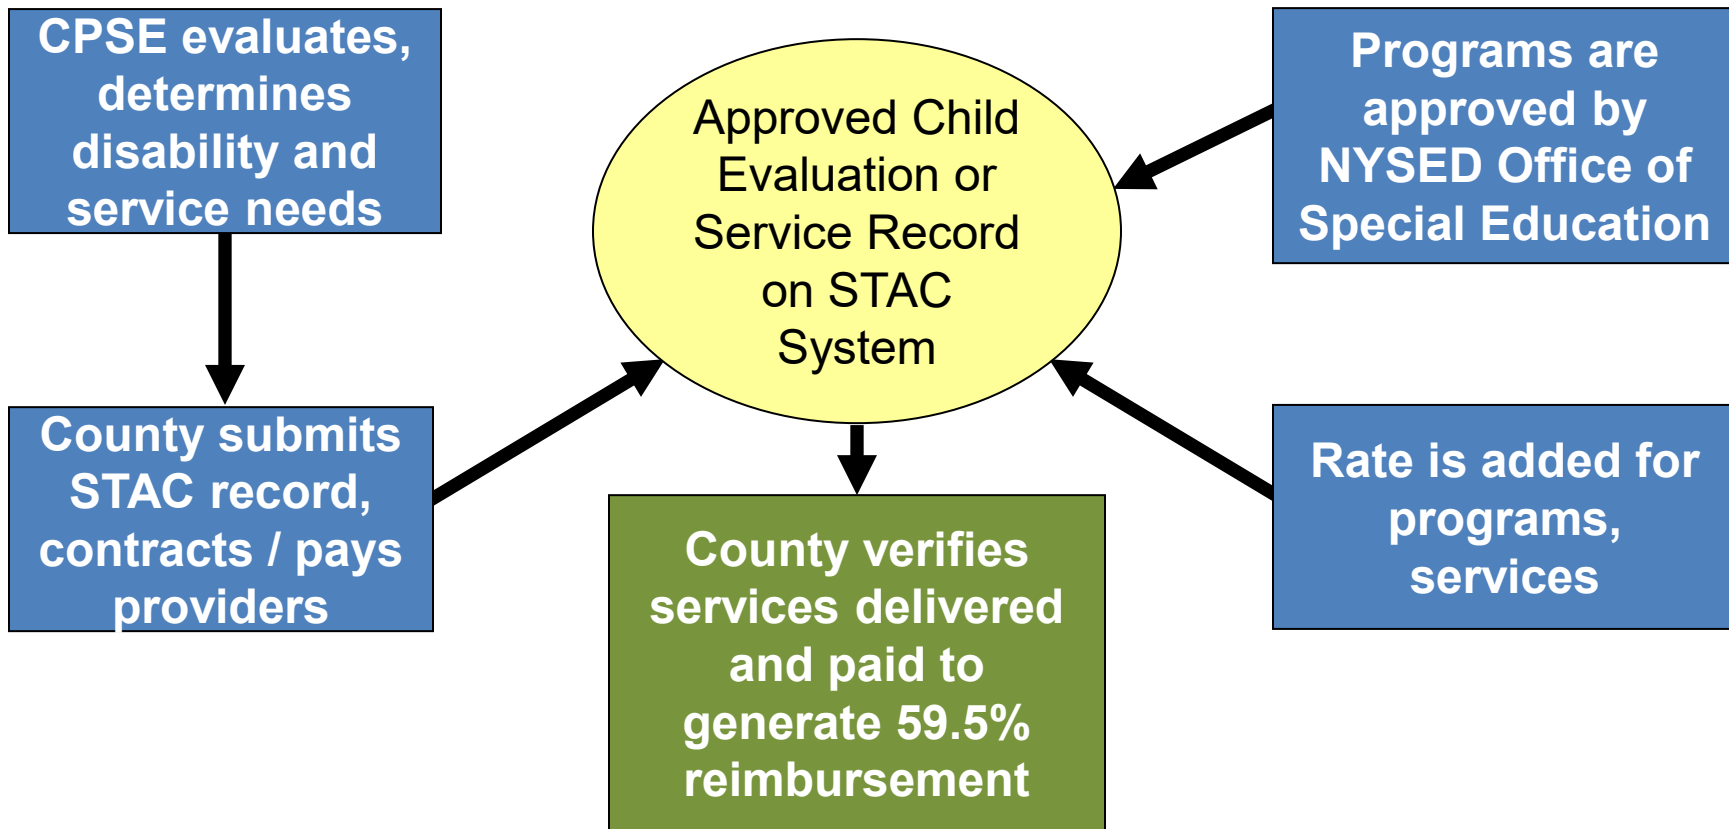 CPSE evaluates,
determines
disability and
service needs
County submits
STAC record,
contracts / pays
providers
Approved Child
Evaluation or
Service Record
on STAC
System
County verifies
services delivered
and paid to
generate 59.5%
reimbursement
Programs are
approved by
NYSED Office of
Special Education
Rate is added for
programs,
services